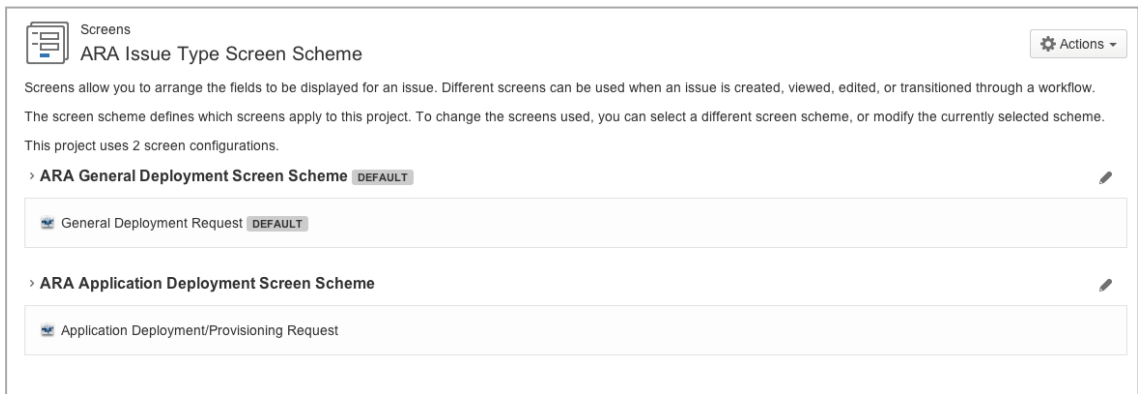 Screens
ARA Issue Type Screen Scheme
Actions
Screens allow you to arrange the fields to be displayed for an issue. Different screens can be used when an issue is created, viewed, edited, or transitioned through a workflow.
The screen scheme defines which screens apply to this project. To change the screens used, you can select a different screen scheme, or modify the currently selected scheme.
This project uses 2 screen configurations.
ARA General Deployment Screen Scheme DEFAULT
General Deployment Request DEFAULT
ARA Application Deployment Screen Scheme
Application Deployment/Provisioning Request